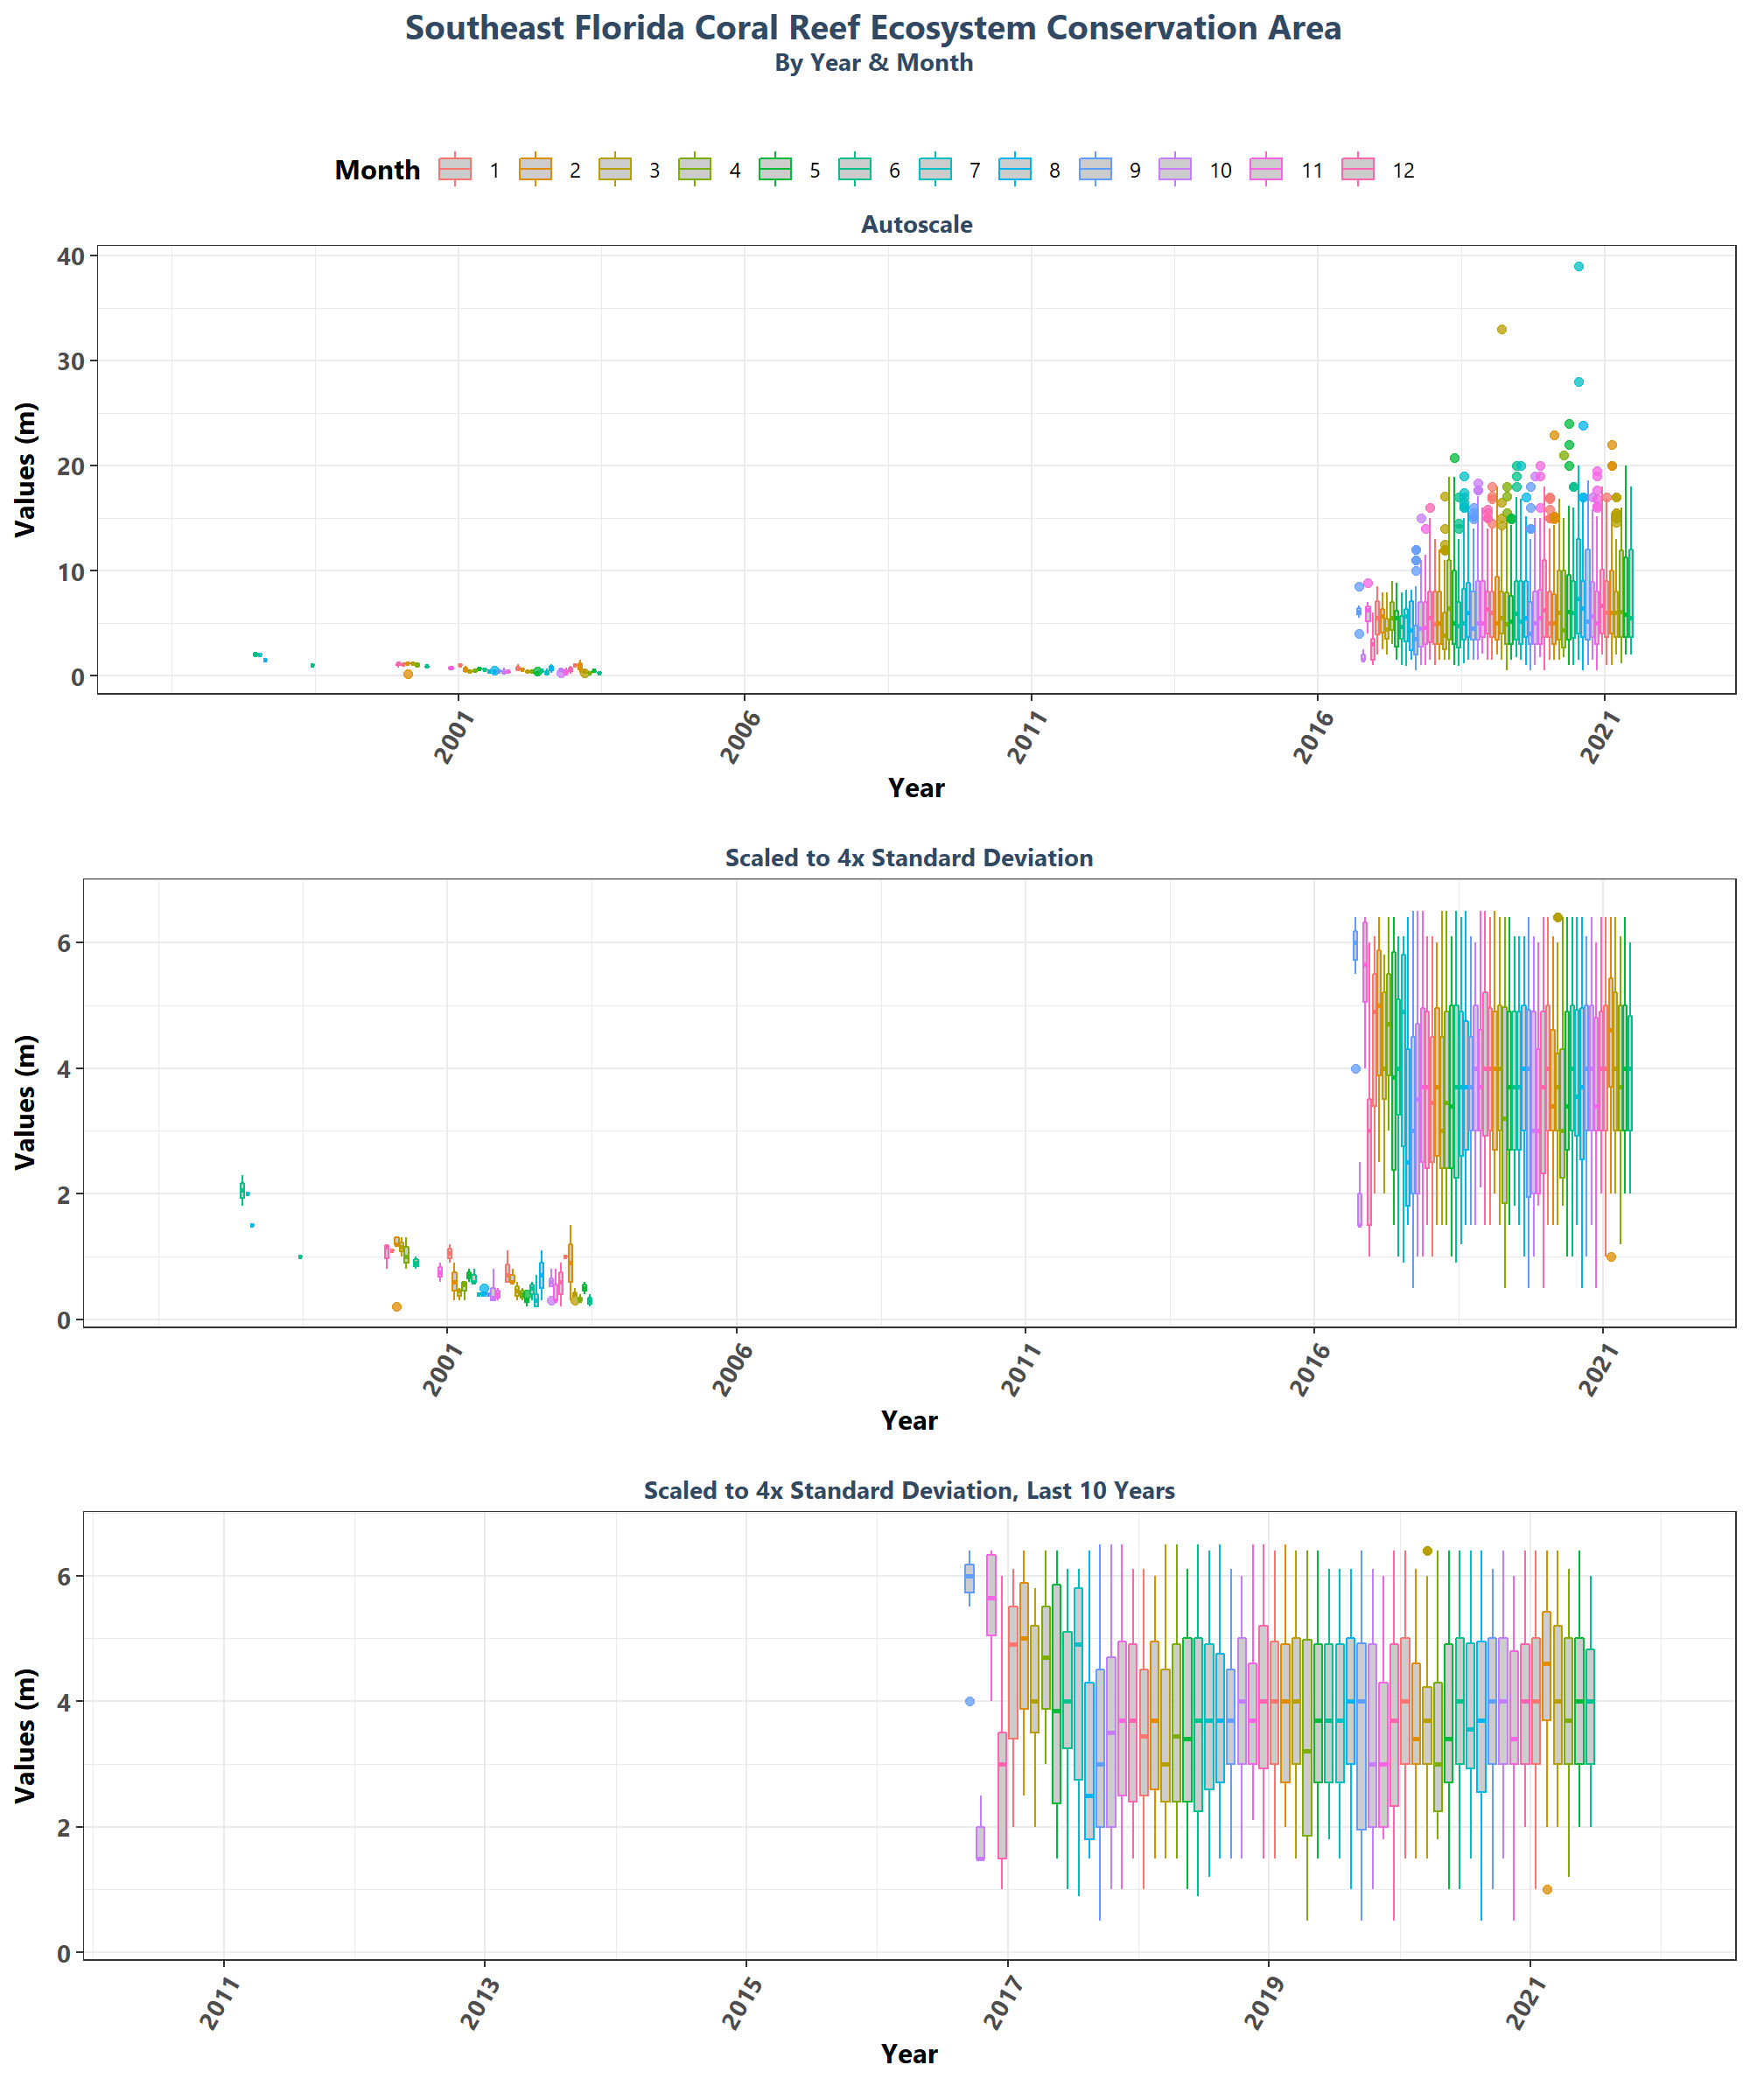 Southeast Florida Coral Reef Ecosystem Conservation Area
By Year & Month
Month 1 2 3 4 5 6 7 8 9 10 11 12
Autoscale
40
30
20
10
0
Values (m)
2001 2006 2011 2016 2021
Year
Scaled to 4x Standard Deviation
6
4
2
0
Values (m)
2001 2006 2011 2016 2021
Year
Scaled to 4x Standard Deviation, Last 10 Years
6
4
2
0
Values (m)
2011 2013 2015 2017 2019 2021
Year